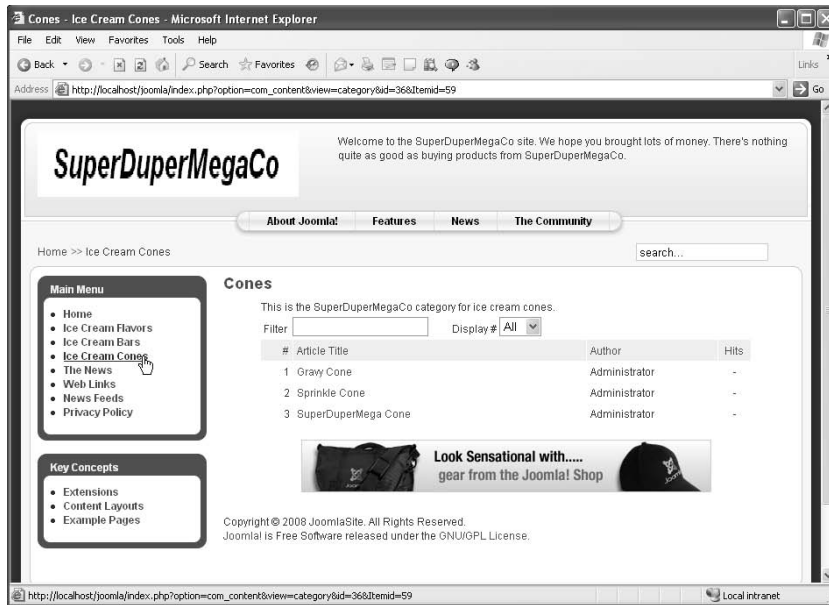 Cones - Ice Cream Cones - Microsoft Internet Explorer
File Edit View Favorites Tools Help
Back Search Favorites Links
Address http://localhost/joomla/index.php?option=com_content&view=category&id=36&Itemid=59 Go
SuperDuperMegaCo
Welcome to the SuperDuperMegaCo site. We hope you brought lots of money. There's nothing
quite as good as buying products from SuperDuperMegaCo.
About Joomla! Features News The Community
Home >> Ice Cream Cones
search...
Main Menu
• Home
• Ice Cream Flavors
• Ice Cream Bars
• Ice Cream Cones
• The News
• Web Links
• News Feeds
• Privacy Policy
Key Concepts
• Extensions
• Content Layouts
• Example Pages
Cones
This is the SuperDuperMegaCo category for ice cream cones.
Filter Display # All
# Article Title Author Hits
1 Gravy Cone Administrator -
2 Sprinkle Cone Administrator -
3 SuperDuperMega Cone Administrator -
Look Sensational with.....
gear from the Joomla! Shop
Copyright © 2008 JoomlaSite. All Rights Reserved.
Joomla! is Free Software released under the GNU/GPL License.
http://localhost/joomla/index.php?option=com_content&view=category&id=36&Itemid=59 Local intranet